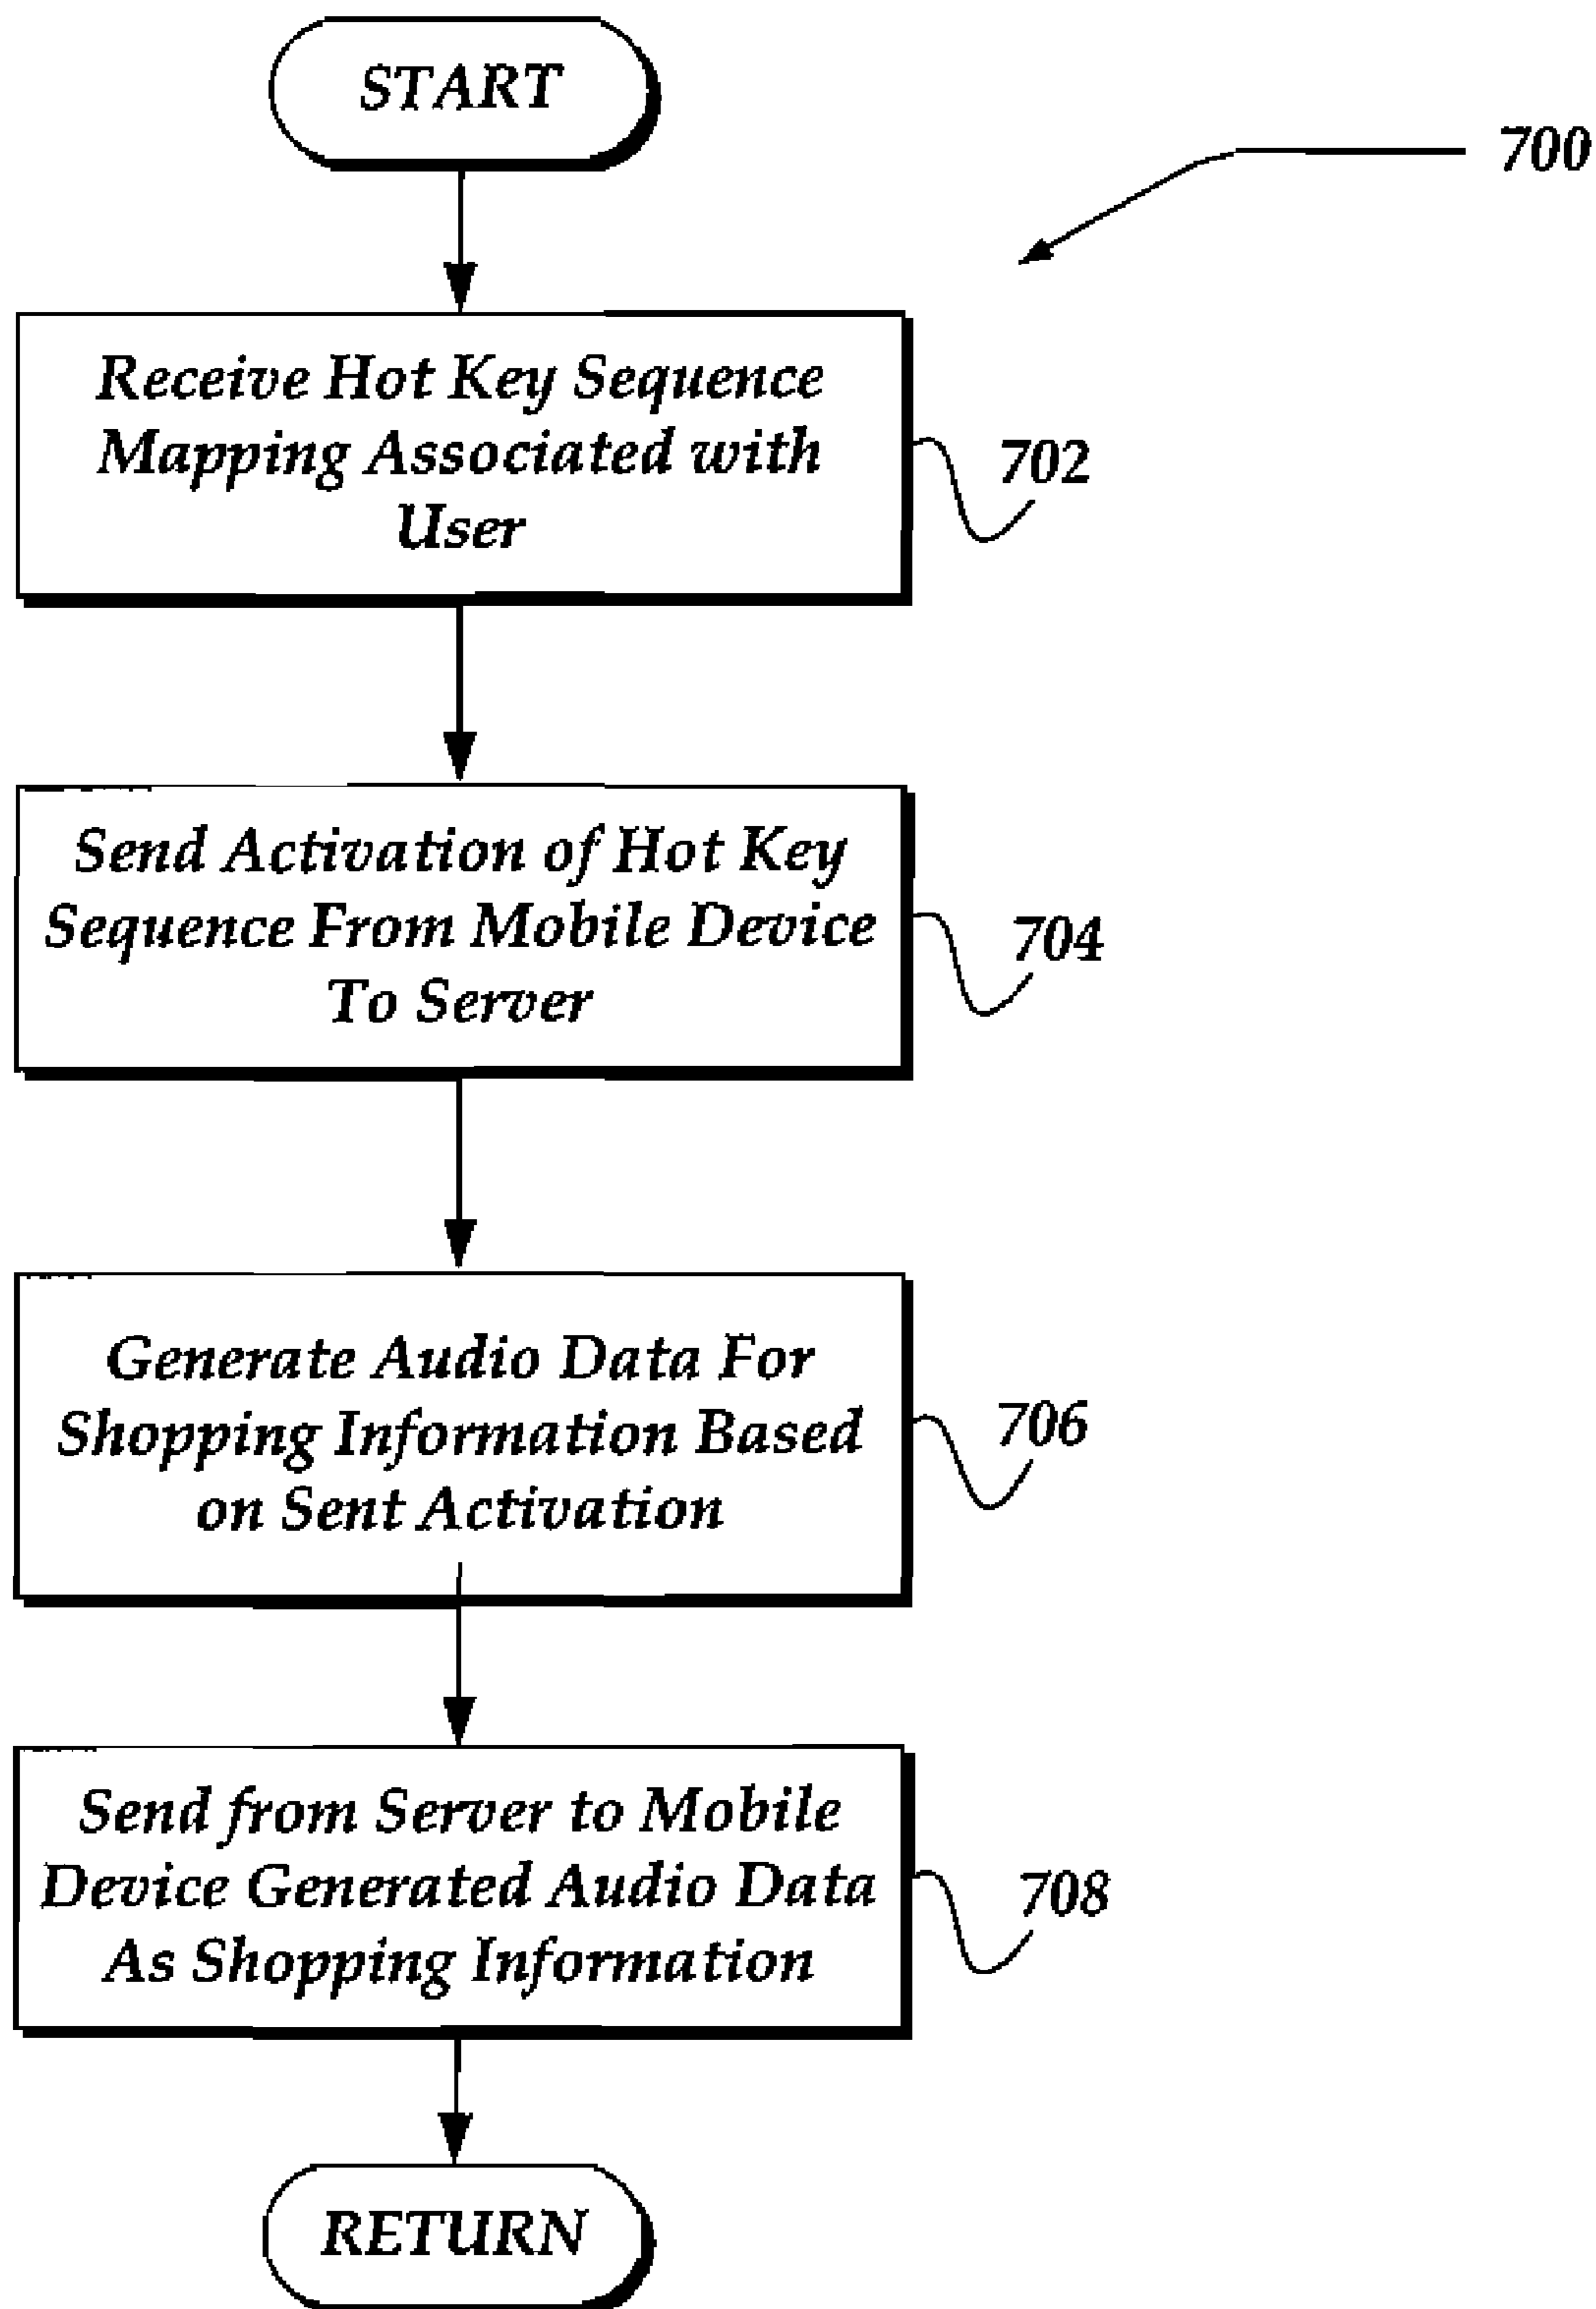 START
700
Receive Hot Key Sequence
Mapping Associated with
User
702
Send Activation of Hot Key
Sequence From Mobile Device
To Server
704
Generate Audio Data For
Shopping Information Based
on Sent Activation
706
Send from Server to Mobile
Device Generated Audio Data
As Shopping Information
708
RETURN